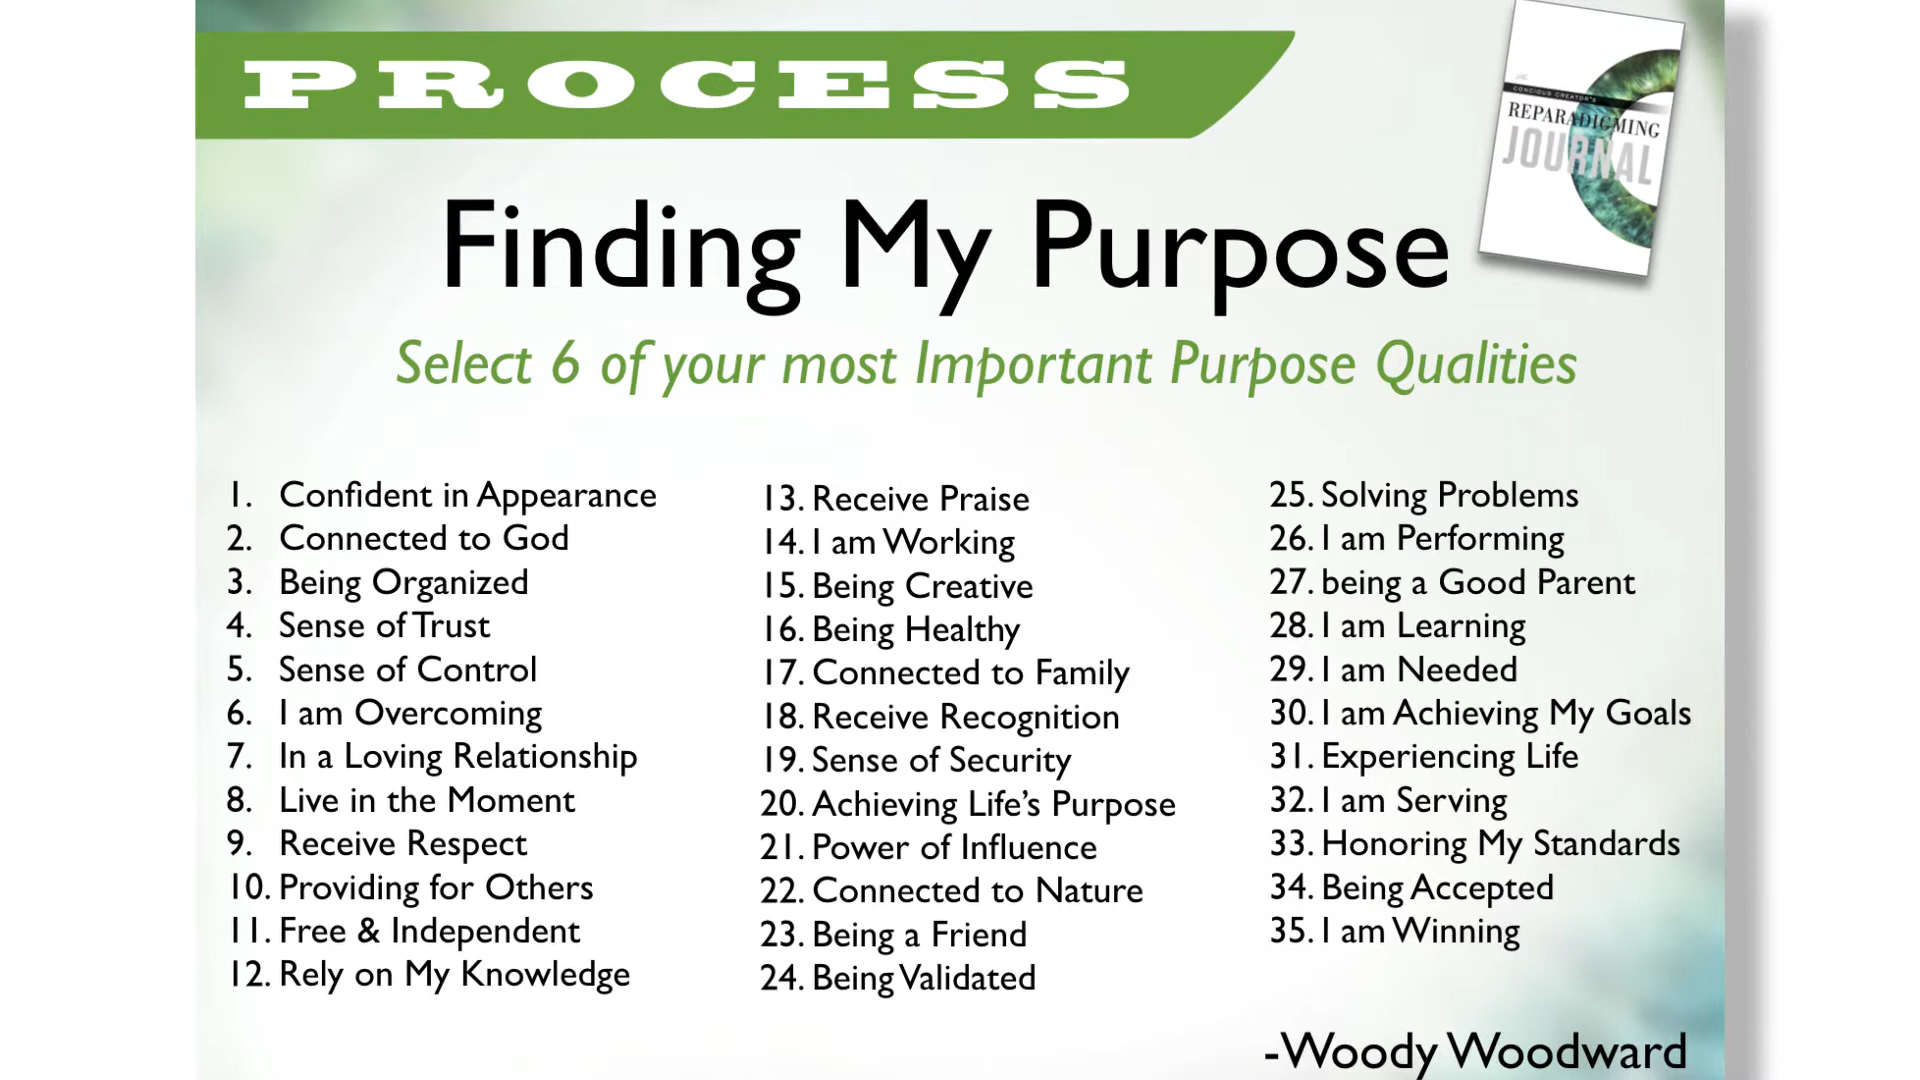 PROCESS
CONCIOUS CREATOR'S
REPARADIGMING
JOURNAL
Finding My Purpose
Select 6 of your most Important Purpose Qualities
1. Confident in Appearance
2. Connected to God
3. Being Organized
4. Sense of Trust
5. Sense of Control
6. I am Overcoming
7. In a Loving Relationship
8. Live in the Moment
9. Receive Respect
10. Providing for Others
11. Free & Independent
12. Rely on My Knowledge
13. Receive Praise
14. I am Working
15. Being Creative
16. Being Healthy
17. Connected to Family
18. Receive Recognition
19. Sense of Security
20. Achieving Life's Purpose
21. Power of Influence
22. Connected to Nature
23. Being a Friend
24. Being Validated
25. Solving Problems
26. I am Performing
27. being a Good Parent
28. I am Learning
29. I am Needed
30. I am Achieving My Goals
31. Experiencing Life
32. I am Serving
33. Honoring My Standards
34. Being Accepted
35. I am Winning
-Woody Woodward